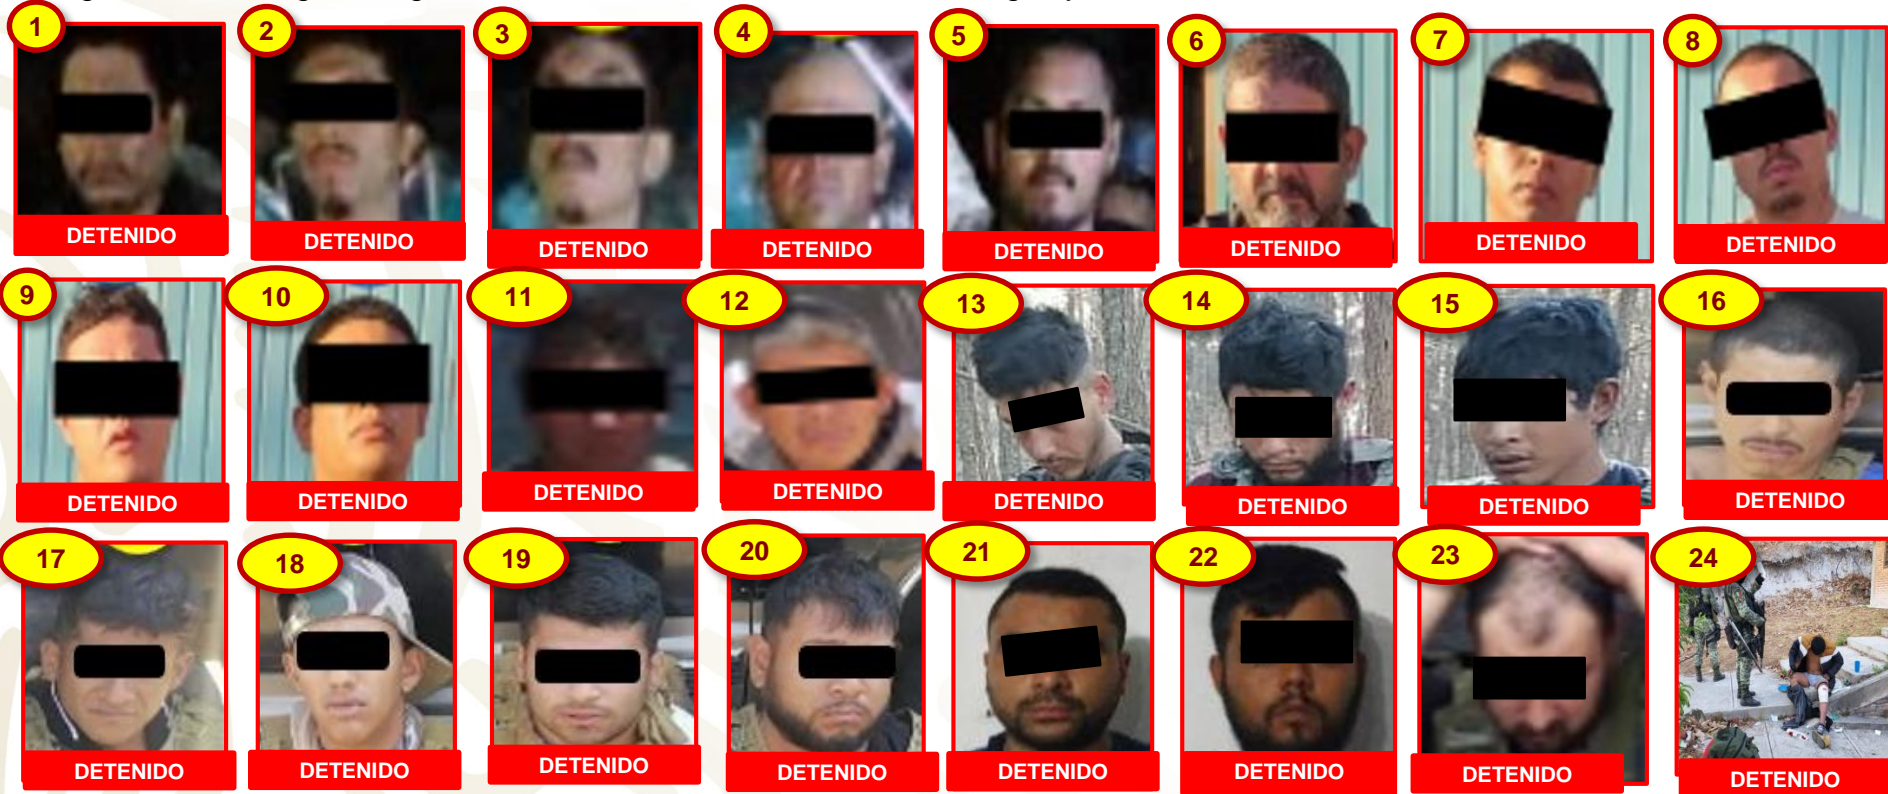 1 2 3 4 5 6 7 8
DETENIDO DETENIDO DETENIDO DETENIDO DETENIDO DETENIDO DETENIDO DETENIDO
9 10 11 12 13 14 15 16
DETENIDO DETENIDO DETENIDO DETENIDO DETENIDO DETENIDO DETENIDO DETENIDO
17 18 19 20 21 22 23 24
DETENIDO DETENIDO DETENIDO DETENIDO DETENIDO DETENIDO DETENIDO DETENIDO